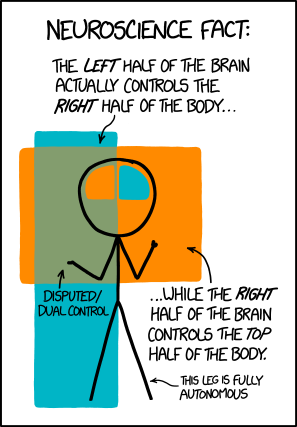 NEUROSCIENCE FACT:
THE LEFT HALF OF THE BRAIN
ACTUALLY CONTROLS THE
RIGHT HALF OF THE BODY...
DISPUTED/
DUAL CONTROL
...WHILE THE RIGHT
HALF OF THE BRAIN
CONTROLS THE TOP
HALF OF THE BODY.
THIS LEG IS FULLY
AUTONOMOUS